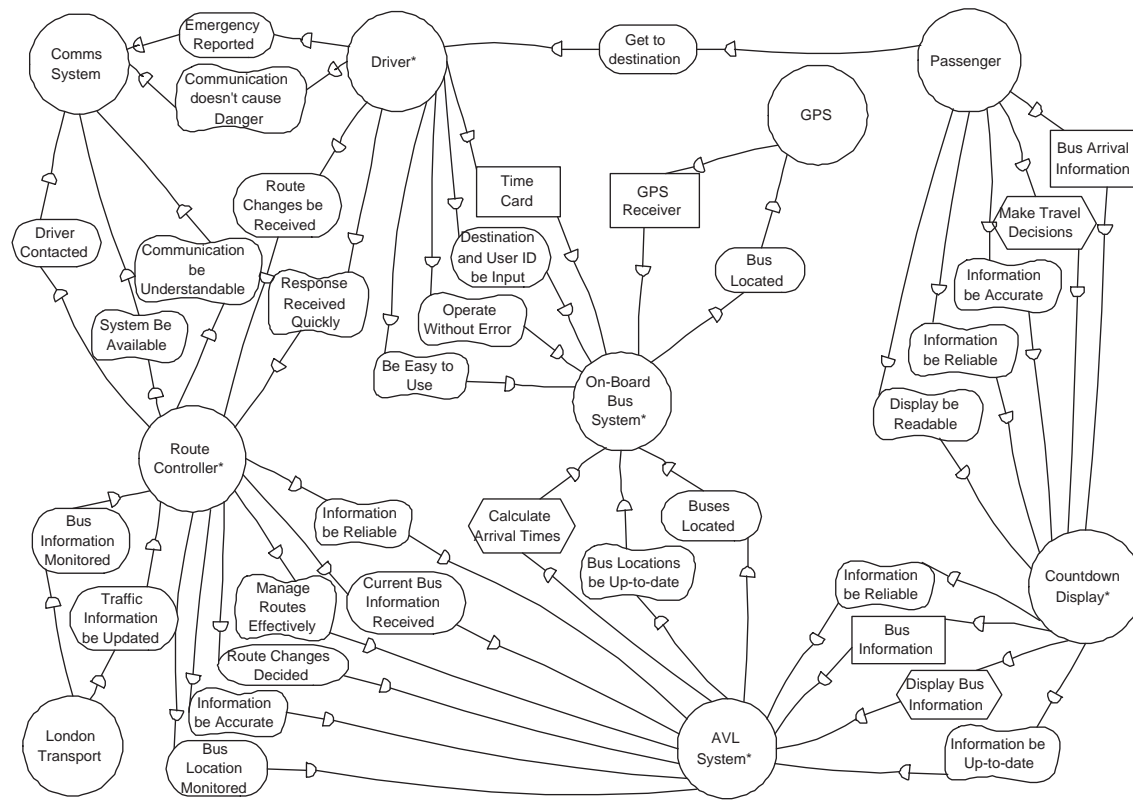 Comms
System
Emergency
Reported
Communication
doesn't cause
Danger
Driver*
Get to
destination
Passenger
GPS
Bus Arrival
Information
Time
Card
GPS
Receiver
Route
Changes be
Received
Driver
Contacted
Communication
be
Understandable
Destination
and User ID
be Input
Make Travel
Decisions
Bus
Located
Information
be Accurate
Response
Received
Quickly
System Be
Available
Operate
Without Error
Information
be Reliable
Be Easy to
Use
On-Board
Bus
System*
Display be
Readable
Route
Controller*
Information
be Reliable
Calculate
Arrival Times
Buses
Located
Bus
Information
Monitored
Bus Locations
be Up-to-date
Information
be Reliable
Countdown
Display*
Traffic
Information
be Updated
Manage
Routes
Effectively
Current Bus
Information
Received
Bus
Information
Route Changes
Decided
Display Bus
Information
Information
be Accurate
London
Transport
AVL
System*
Information be
Up-to-date
Bus
Location
Monitored